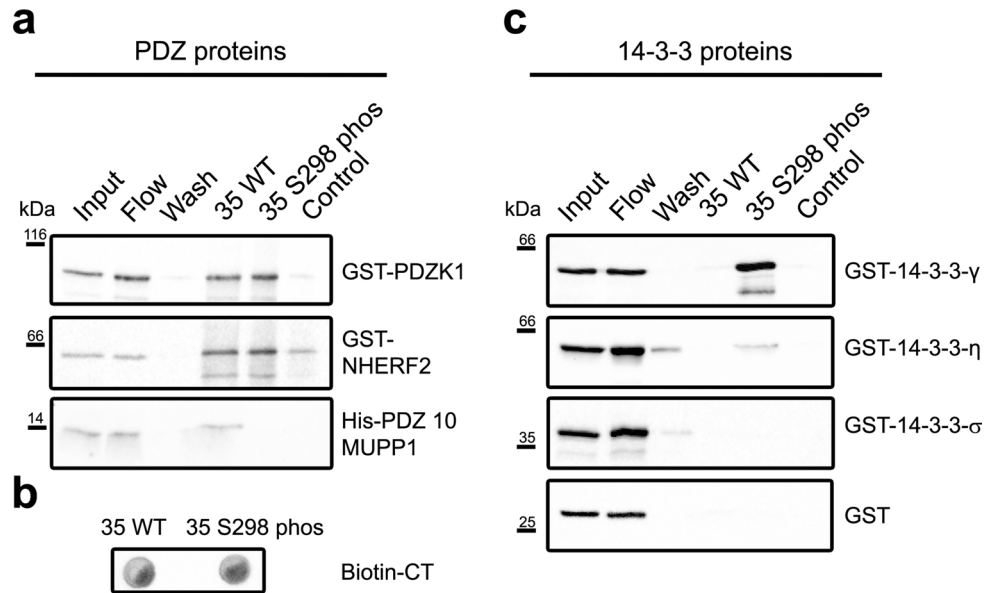 a
PDZ proteins
kDa
Input
Flow
Wash
35 WT
35 S298 phos
Control
116
GST-PDZK1
66
GST-
NHERF2
14
His-PDZ 10
MUPP1
b
35 WT 35 S298 phos
Biotin-CT
c
14-3-3 proteins
kDa
Input
Flow
Wash
35 WT
35 S298 phos
Control
66
GST-14-3-3-γ
66
GST-14-3-3-η
35
GST-14-3-3-σ
25
GST